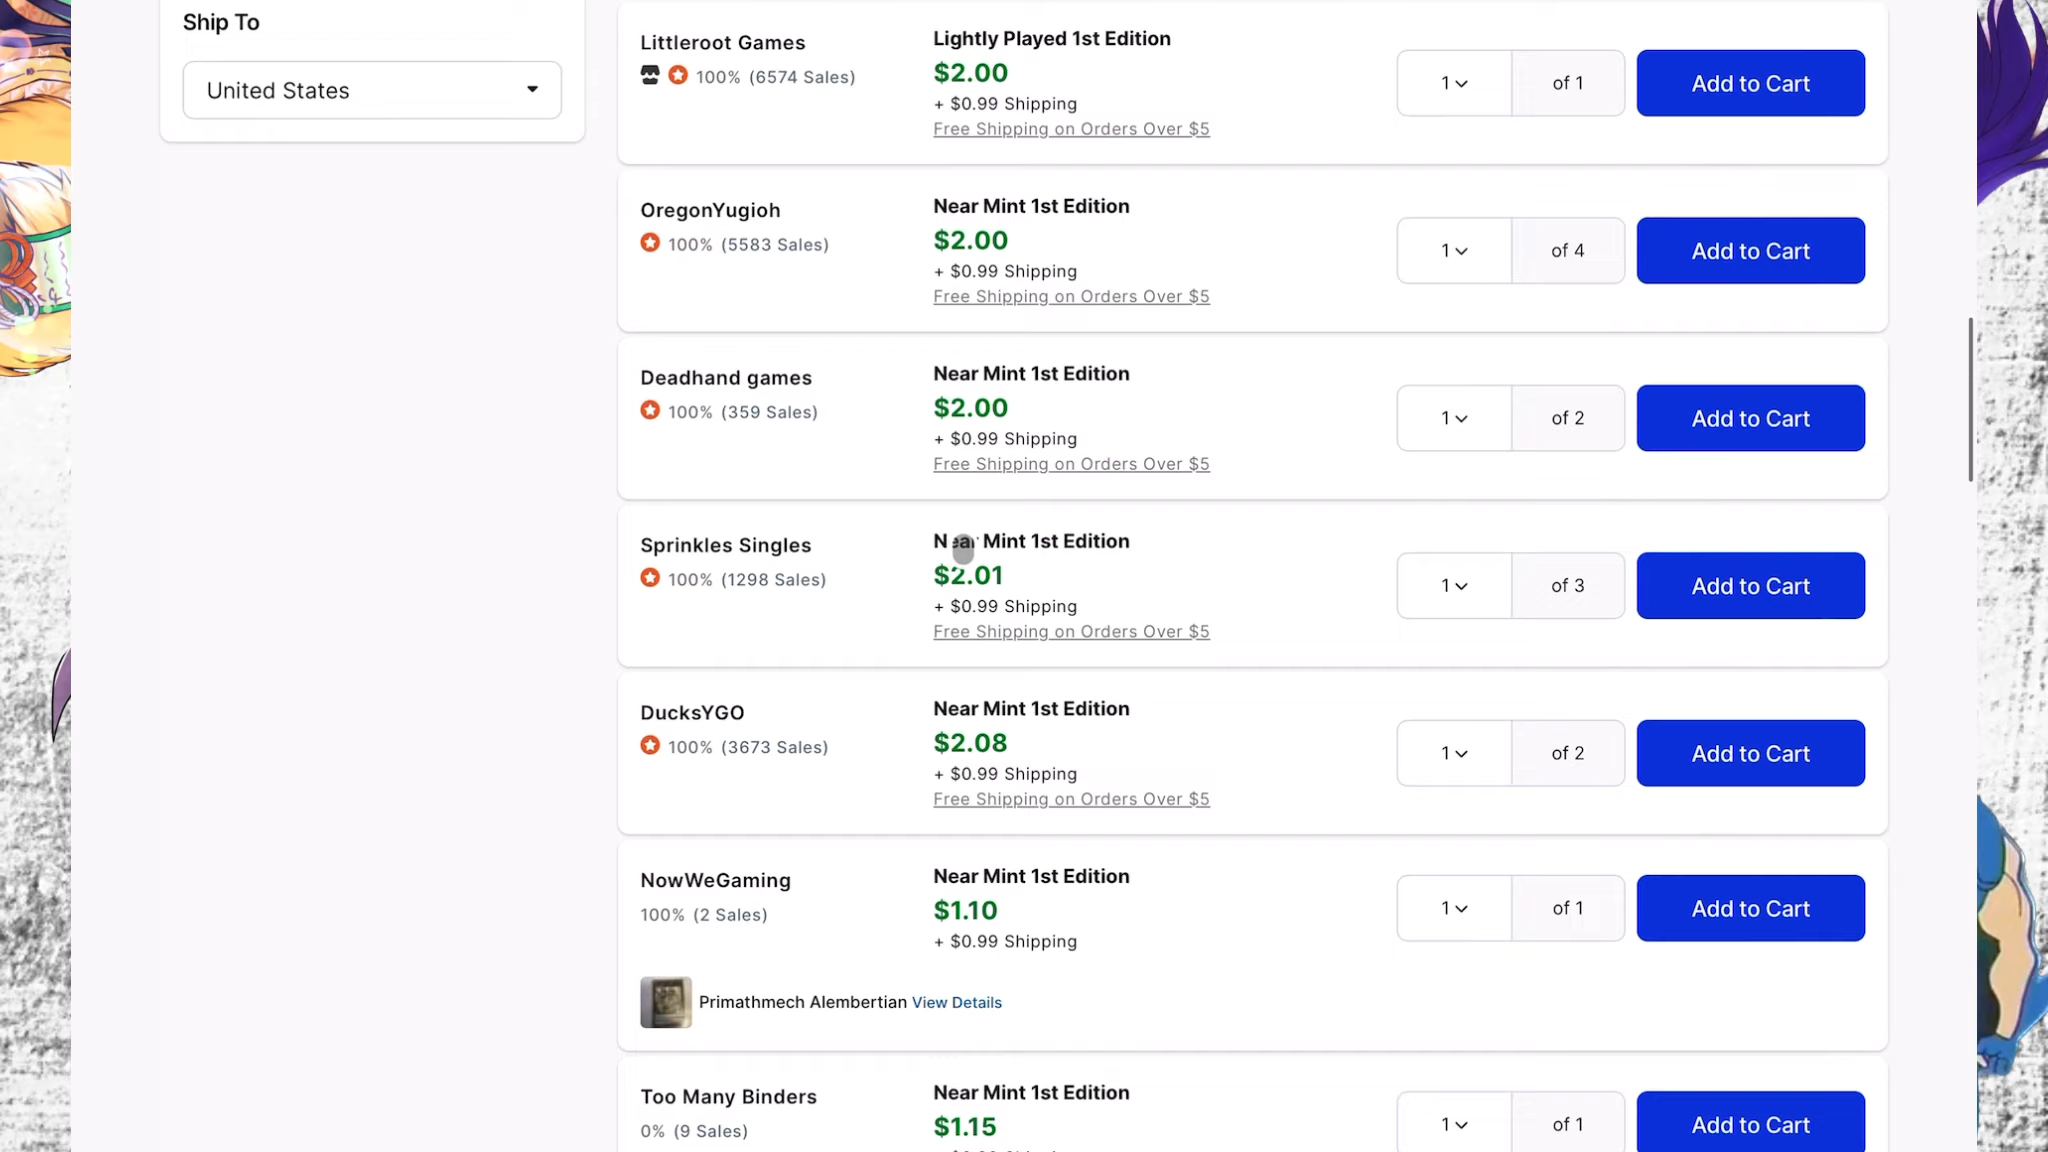 Ship To
United States
Littleroot Games
100% (6574 Sales)
Lightly Played 1st Edition
$2.00
+ $0.99 Shipping
Free Shipping on Orders Over $5
1
of 1
Add to Cart
OregonYugioh
100% (5583 Sales)
Near Mint 1st Edition
$2.00
+ $0.99 Shipping
Free Shipping on Orders Over $5
1
of 4
Add to Cart
Deadhand games
100% (359 Sales)
Near Mint 1st Edition
$2.00
+ $0.99 Shipping
Free Shipping on Orders Over $5
1
of 2
Add to Cart
Sprinkles Singles
100% (1298 Sales)
Near Mint 1st Edition
$2.01
+ $0.99 Shipping
Free Shipping on Orders Over $5
1
of 3
Add to Cart
DucksYGO
100% (3673 Sales)
Near Mint 1st Edition
$2.08
+ $0.99 Shipping
Free Shipping on Orders Over $5
1
of 2
Add to Cart
NowWeGaming
100% (2 Sales)
Near Mint 1st Edition
$1.10
+ $0.99 Shipping
1
of 1
Add to Cart
Primathmech Alembertian View Details
Too Many Binders
0% (9 Sales)
Near Mint 1st Edition
$1.15
1
of 1
Add to Cart